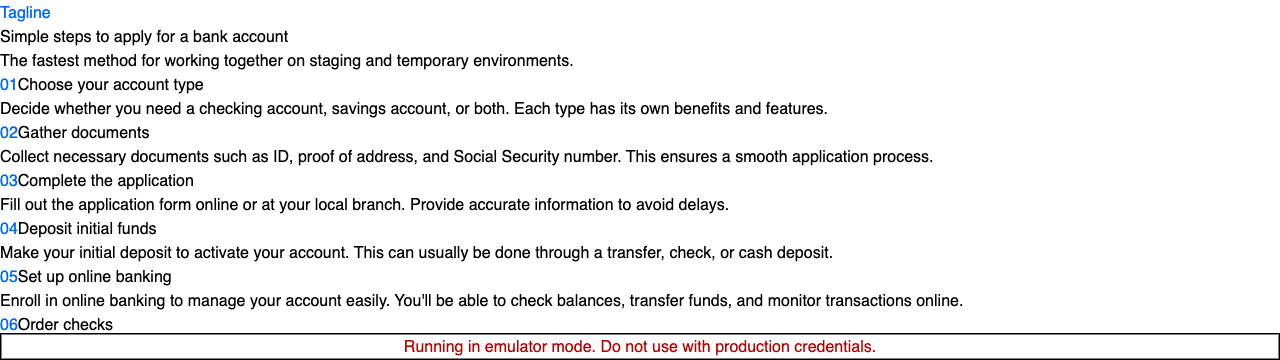 Tagline
Simple steps to apply for a bank account
The fastest method for working together on staging and temporary environments.
01Choose your account type
Decide whether you need a checking account, savings account, or both. Each type has its own benefits and features.
02Gather documents
Collect necessary documents such as ID, proof of address, and Social Security number. This ensures a smooth application process.
03Complete the application
Fill out the application form online or at your local branch. Provide accurate information to avoid delays.
04Deposit initial funds
Make your initial deposit to activate your account. This can usually be done through a transfer, check, or cash deposit.
05Set up online banking
Enroll in online banking to manage your account easily. You'll be able to check balances, transfer funds, and monitor transactions online.
06Order checks
Running in emulator mode. Do not use with production credentials.